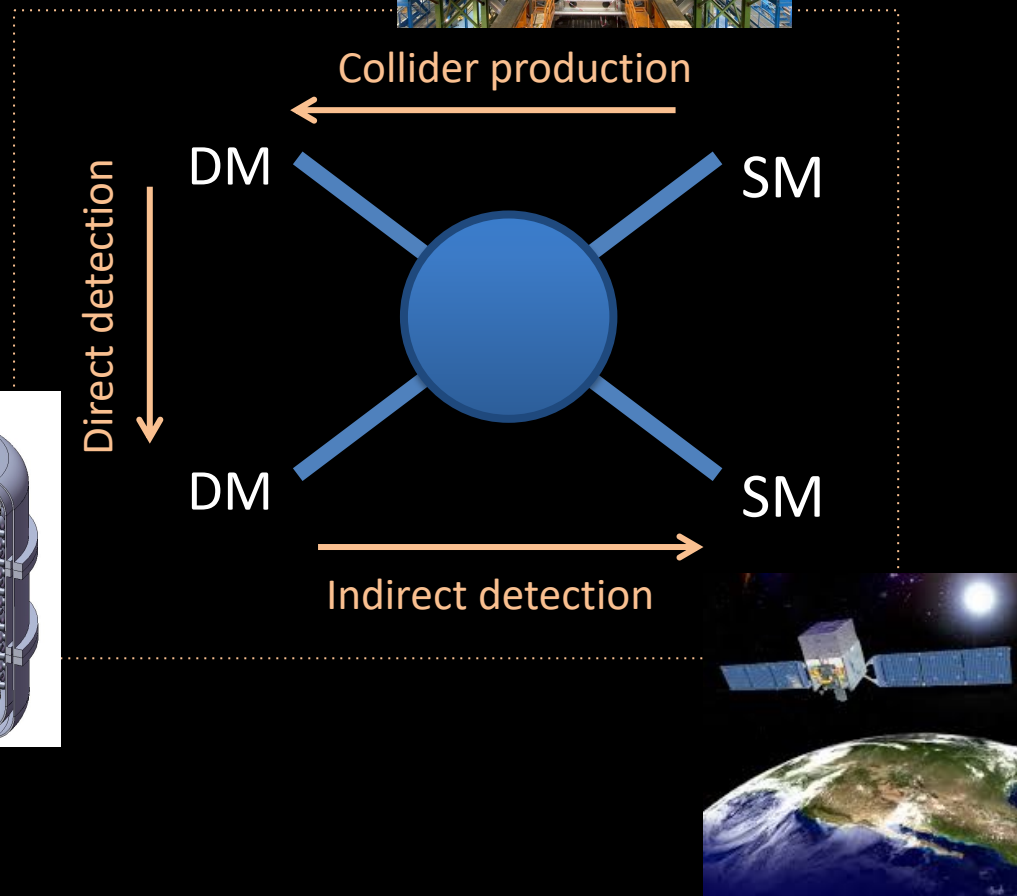 Collider production
DM
SM
Direct detection
DM
SM
Indirect detection